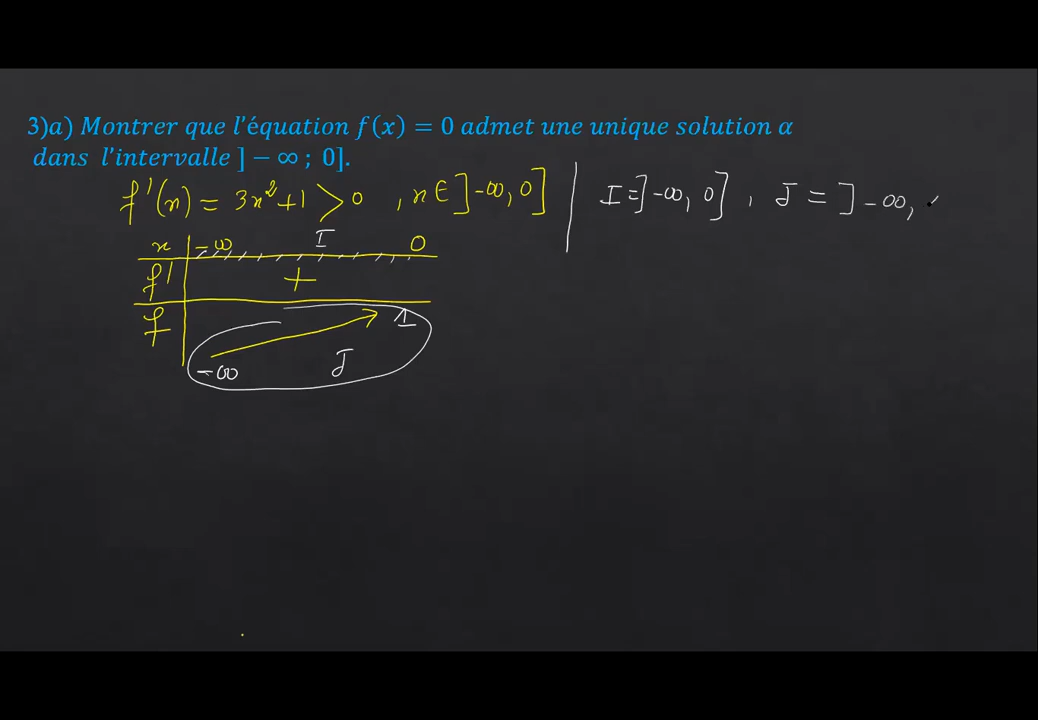 3)a) Montrer que l'équation f(x) = 0 admet une unique solution α
dans l'intervalle ] − ∞ ; 0].
f'(x) = 3x²+1 > 0 , x ∈ ]-∞, 0] | I = ]-∞, 0] , J = ]-∞,
x | -∞ I 0
f' | +
f | 1
-∞ J